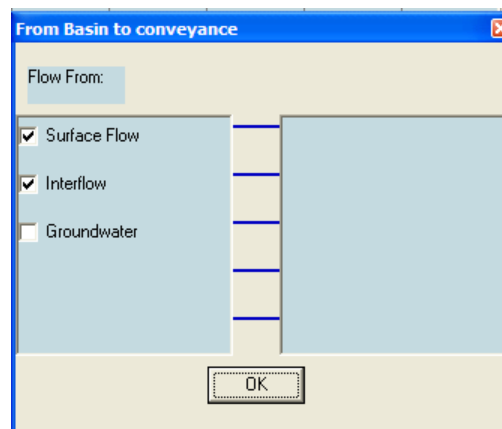 From Basin to conveyance
Flow From:
Surface Flow
Interflow
Groundwater
OK